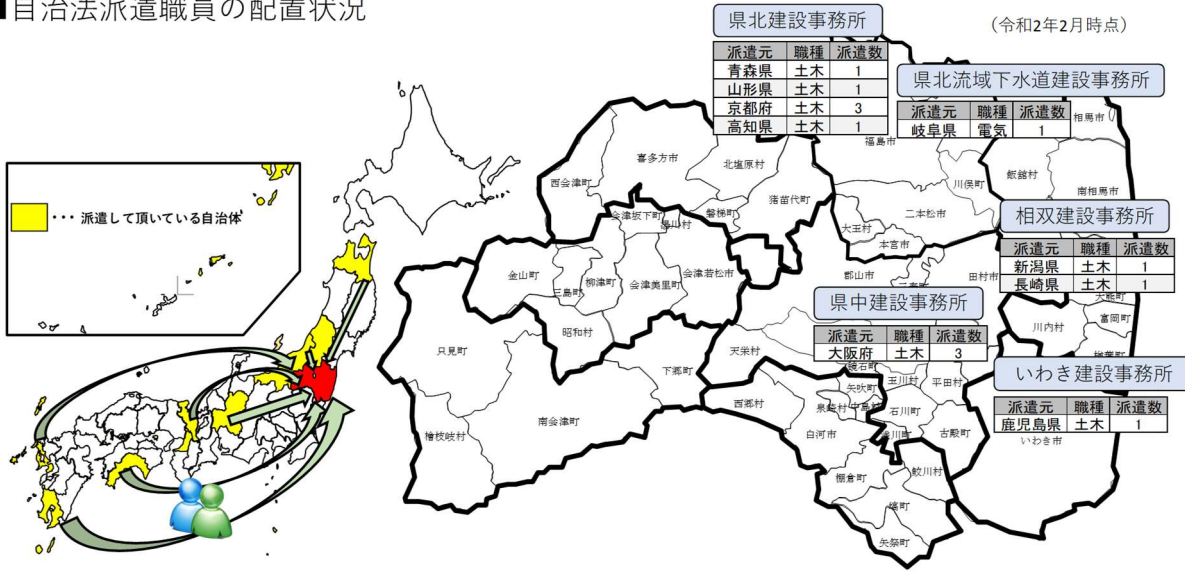 ■自治法派遣職員の配置状況
（令和2年2月時点）
・・・ 派遣して頂いている自治体
県北建設事務所
派遣元 職種 派遣数
青森県 土木 1
山形県 土木 1
京都府 土木 3
高知県 土木 1
県北流域下水道建設事務所
派遣元 職種 派遣数
岐阜県 電気 1
相双建設事務所
派遣元 職種 派遣数
新潟県 土木 1
長崎県 土木 1
県中建設事務所
派遣元 職種 派遣数
大阪府 土木 3
いわき建設事務所
派遣元 職種 派遣数
鹿児島県 土木 1
相馬市
福島市
喜多方市
北塩原村
西会津町
猪苗代町
川俣町
飯舘村
南相馬市
会津坂下町
湯川村
磐梯町
大玉村
二本松市
本宮市
金山町
三島町
柳津町
会津美里町
会津若松市
郡山市
田村市
昭和村
只見町
天栄村
川内村
富岡町
下郷町
鏡石町
玉川村
平田村
矢吹町
西郷村
泉崎村
中島村
石川町
南会津町
檜枝岐村
白河市
古殿町
いわき市
棚倉町
鮫川村
塙町
矢祭町